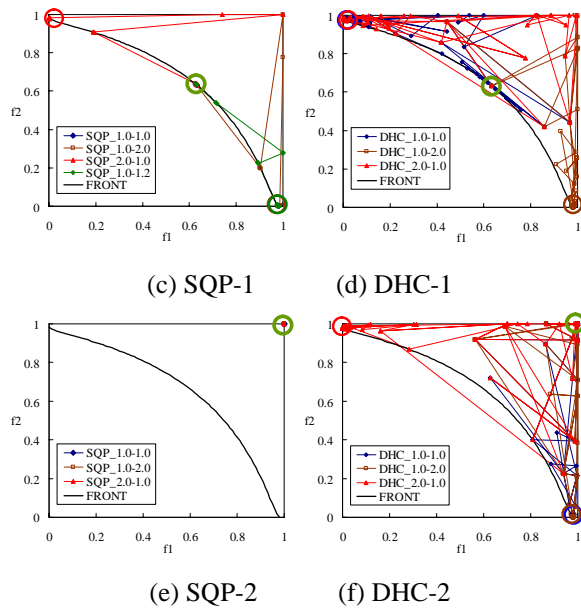 1
0.8
0.6
0.4
0.2
0
f2
SQP_1.0-1.0
SQP_1.0-2.0
SQP_2.0-1.0
SQP_1.0-1.2
FRONT
0 0.2 0.4 0.6 0.8 1
f1
(c) SQP-1
1
0.8
0.6
0.4
0.2
0
f2
DHC_1.0-1.0
DHC_1.0-2.0
DHC_2.0-1.0
FRONT
0 0.2 0.4 0.6 0.8 1
f1
(d) DHC-1
1
0.8
0.6
0.4
0.2
0
f2
SQP_1.0-1.0
SQP_1.0-2.0
SQP_2.0-1.0
FRONT
0 0.2 0.4 0.6 0.8 1
f1
(e) SQP-2
1
0.8
0.6
0.4
0.2
0
f2
DHC_1.0-1.0
DHC_1.0-2.0
DHC_2.0-1.0
FRONT
0 0.2 0.4 0.6 0.8 1
f1
(f) DHC-2